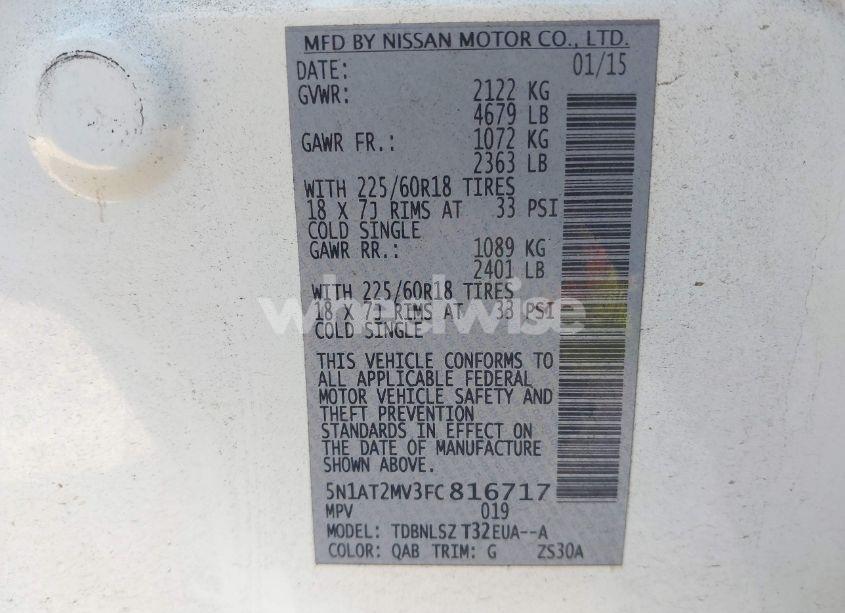 MFD BY NISSAN MOTOR CO., LTD.
DATE: 01/15
GVWR: 2122 KG
4679 LB
GAWR FR.: 1072 KG
2363 LB
WITH 225/60R18 TIRES
18 X 7J RIMS AT 33 PSI
COLD SINGLE
GAWR RR.: 1089 KG
2401 LB
WITH 225/60R18 TIRES
18 X 7J RIMS AT 33 PSI
COLD SINGLE
wheelwise
THIS VEHICLE CONFORMS TO
ALL APPLICABLE FEDERAL
MOTOR VEHICLE SAFETY AND
THEFT PREVENTION
STANDARDS IN EFFECT ON
THE DATE OF MANUFACTURE
SHOWN ABOVE.
5N1AT2MV3FC816717
MPV 019
MODEL: TDBNLSZ T32EUA--A
COLOR: QAB TRIM: G ZS30A